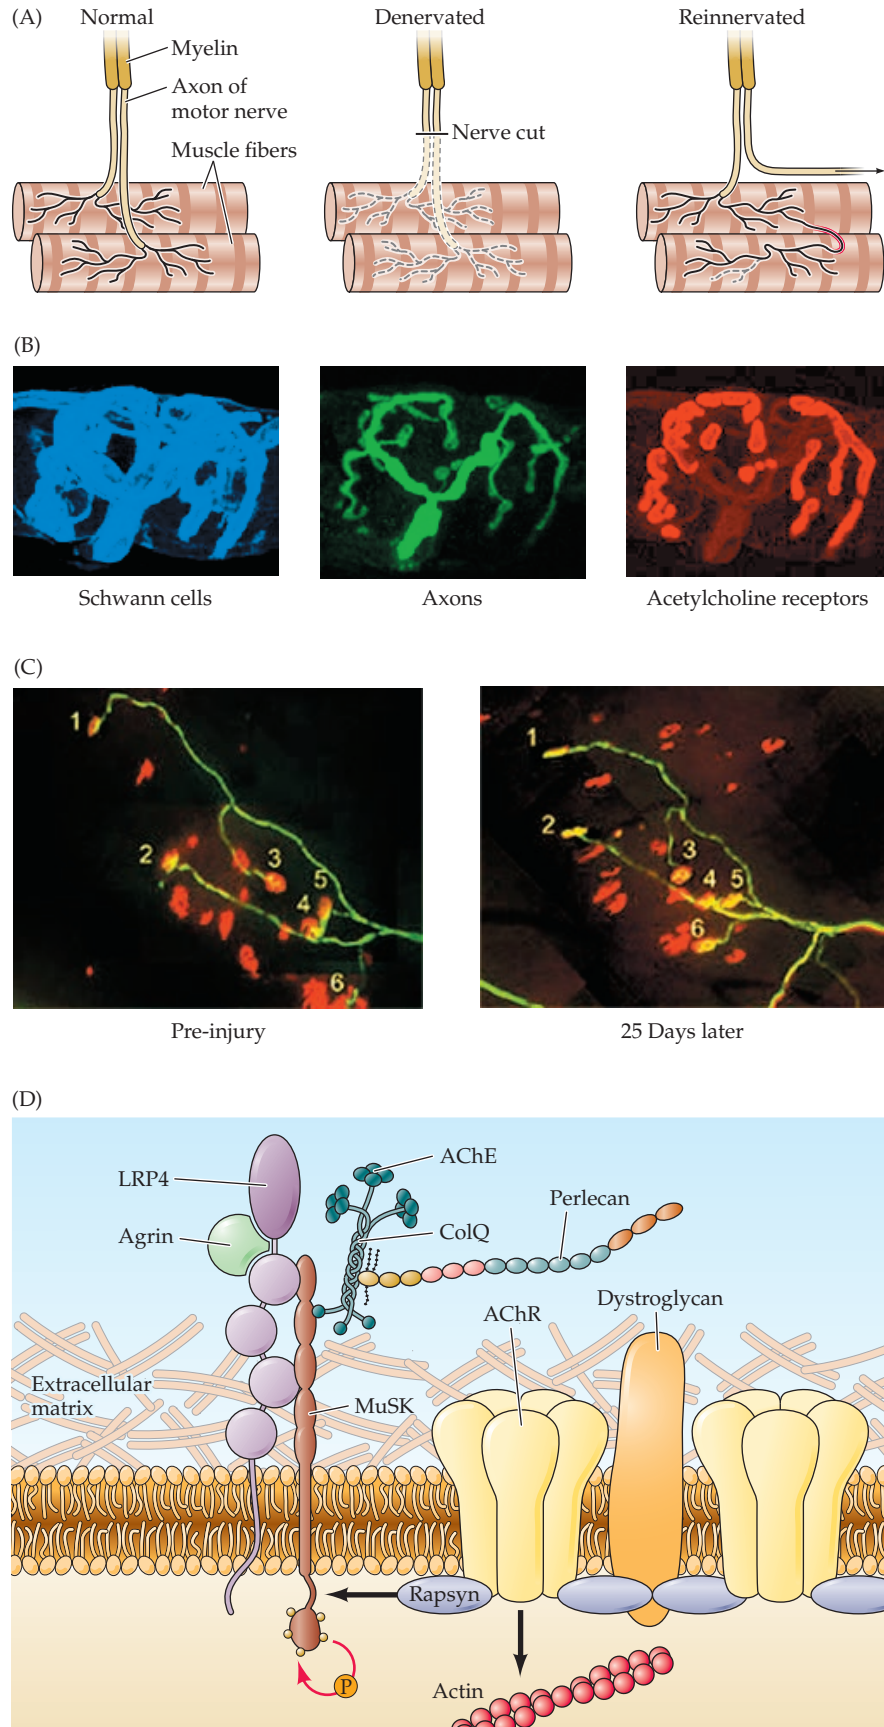 (A)
Normal
Denervated
Reinnervated
Myelin
Axon of
motor nerve
Nerve cut
Muscle fibers
(B)
Schwann cells
Axons
Acetylcholine receptors
(C)
1
2
3
5
4
6
1
2
3
4
5
6
Pre-injury
25 Days later
(D)
AChE
LRP4
Perlecan
Agrin
ColQ
Dystroglycan
AChR
Extracellular
matrix
MuSK
Rapsyn
P
Actin